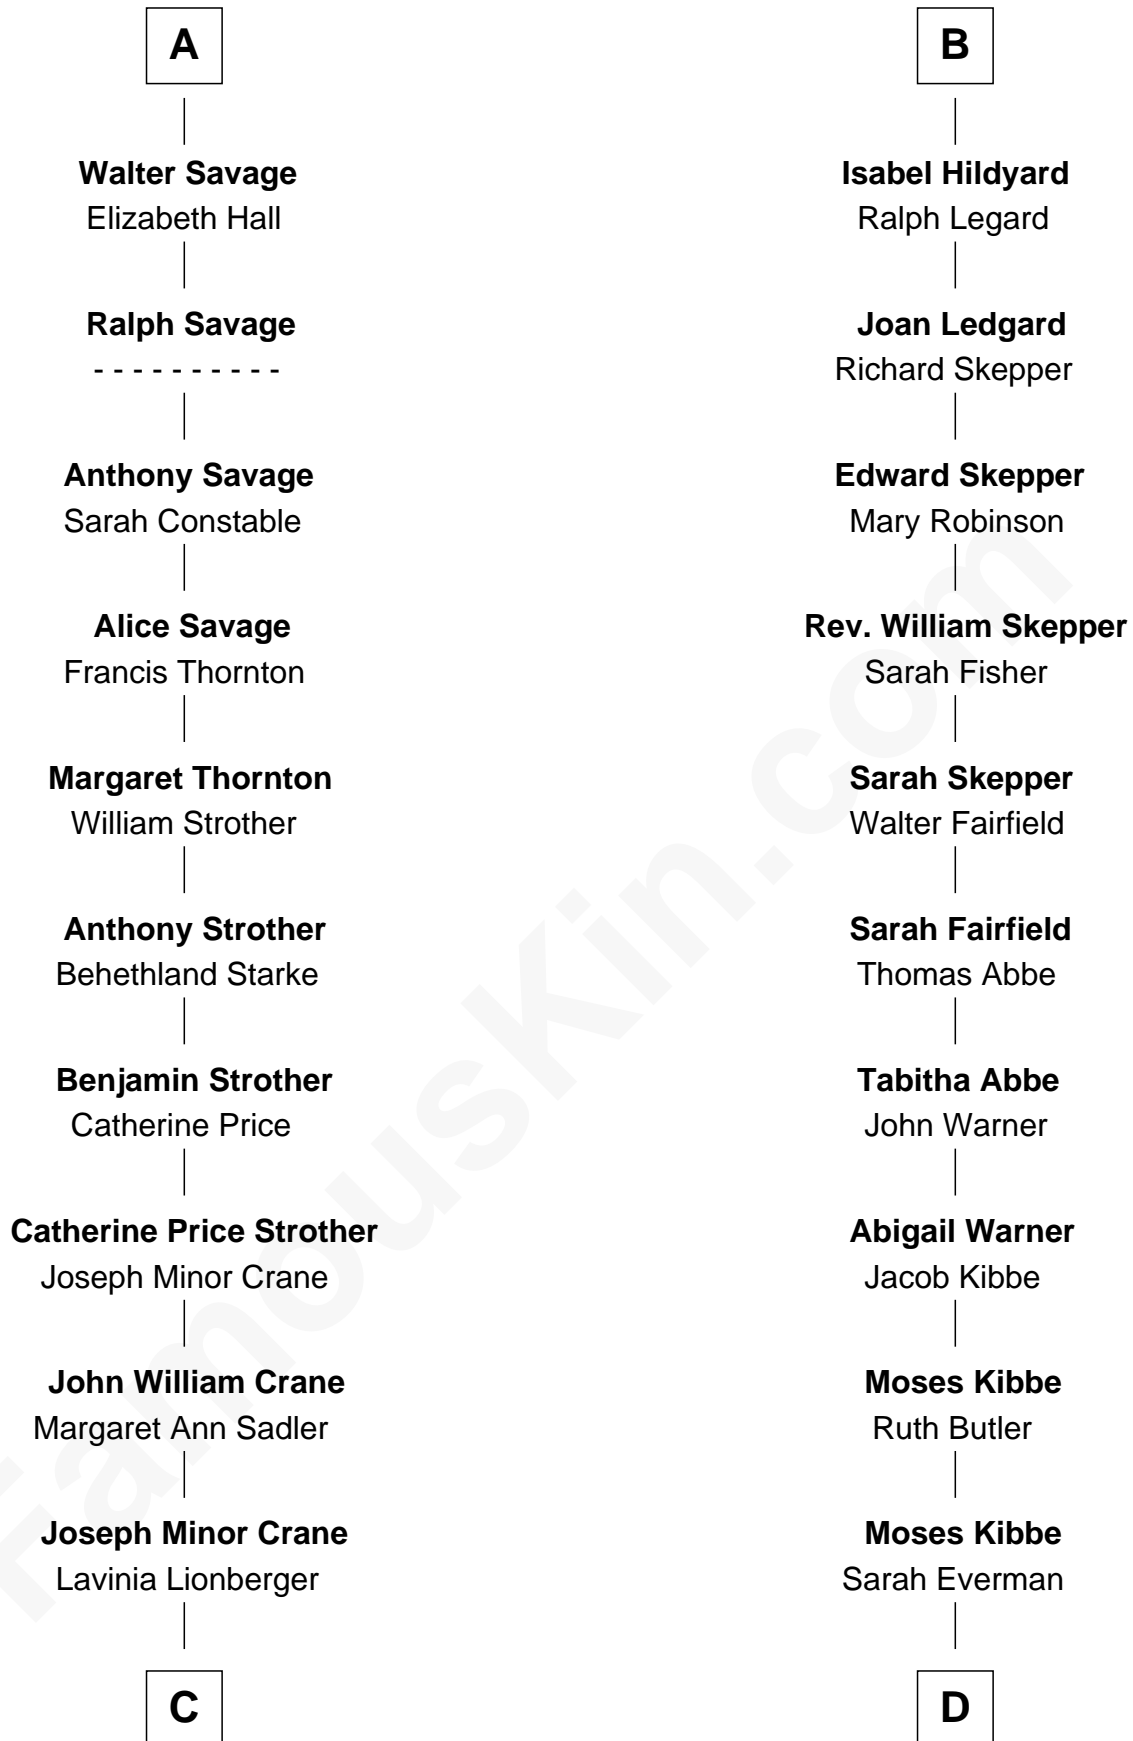 A
Walter Savage
Elizabeth Hall
Ralph Savage
- - - - - - - - - -
Anthony Savage
Sarah Constable
Alice Savage
Francis Thornton
Margaret Thornton
William Strother
Anthony Strother
Behethland Starke
Benjamin Strother
Catherine Price
Catherine Price Strother
Joseph Minor Crane
John William Crane
Margaret Ann Sadler
Joseph Minor Crane
Lavinia Lionberger
C
B
Isabel Hildyard
Ralph Legard
Joan Ledgard
Richard Skepper
Edward Skepper
Mary Robinson
Rev. William Skepper
Sarah Fisher
Sarah Skepper
Walter Fairfield
Sarah Fairfield
Thomas Abbe
Tabitha Abbe
John Warner
Abigail Warner
Jacob Kibbe
Moses Kibbe
Ruth Butler
Moses Kibbe
Sarah Everman
D
FamousKin.com